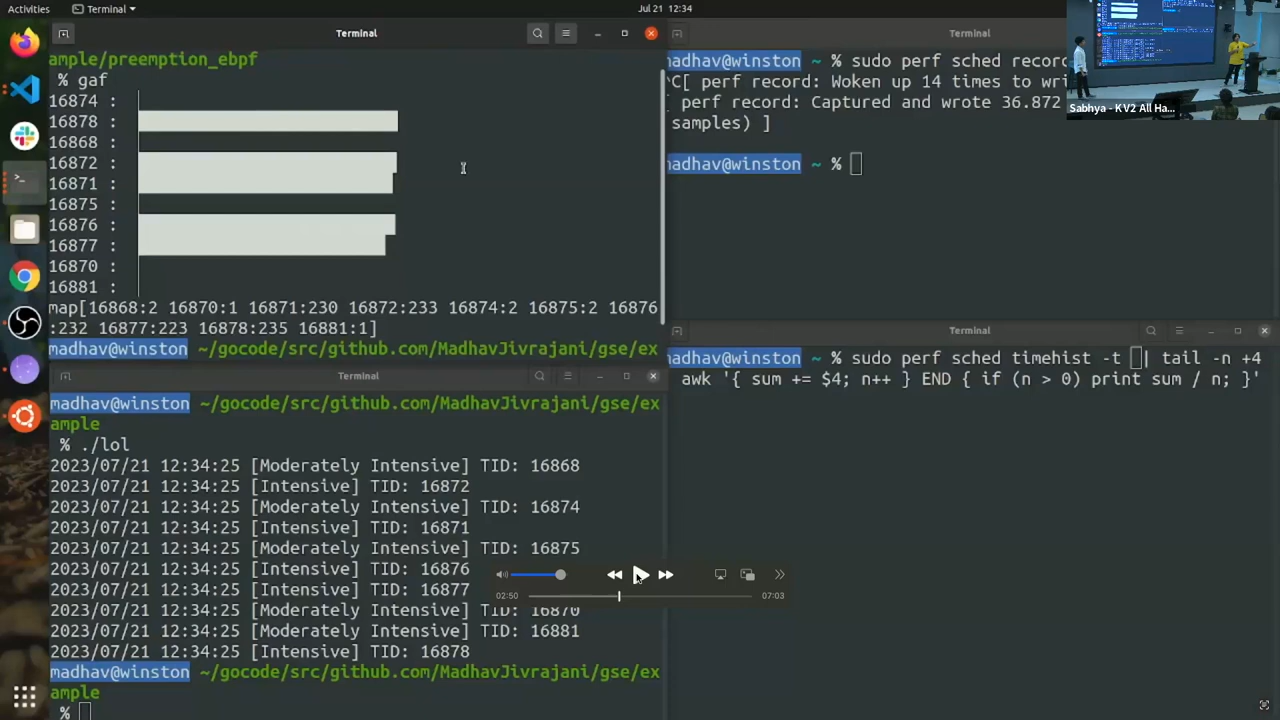 Activities
Terminal
Jul 21 12:34
Terminal
ample/preemption_ebpf
% gaf
16874 :
16878 :
16868 :
16872 :
16871 :
16875 :
16876 :
16877 :
16870 :
16881 :
map[16868:2 16870:1 16871:230 16872:233 16874:2 16875:2 16876
:232 16877:223 16878:235 16881:1]
madhav@winston ~/gocode/src/github.com/MadhavJivrajani/gse/ex
Terminal
madhav@winston ~/gocode/src/github.com/MadhavJivrajani/gse/ex
ample
% ./lol
2023/07/21 12:34:25 [Moderately Intensive] TID: 16868
2023/07/21 12:34:25 [Intensive] TID: 16872
2023/07/21 12:34:25 [Moderately Intensive] TID: 16874
2023/07/21 12:34:25 [Intensive] TID: 16871
2023/07/21 12:34:25 [Moderately Intensive] TID: 16875
2023/07/21 12:34:25 [Intensive] TID: 16876
2023/07/21 12:34:25 [Intensive] TID: 16877
2023/07/21 12:34:25 [Moderately Intensive] TID: 16870
2023/07/21 12:34:25 [Moderately Intensive] TID: 16881
2023/07/21 12:34:25 [Intensive] TID: 16878
madhav@winston ~/gocode/src/github.com/MadhavJivrajani/gse/ex
ample
%
Terminal
madhav@winston ~ % sudo perf sched record
^C[ perf record: Woken up 14 times to wri
[ perf record: Captured and wrote 36.872
samples) ]
madhav@winston ~ %
Sabhya - KV2 All Ha...
Terminal
madhav@winston ~ % sudo perf sched timehist -t | tail -n +4
awk '{ sum += $4; n++ } END { if (n > 0) print sum / n; }'
02:50
07:03